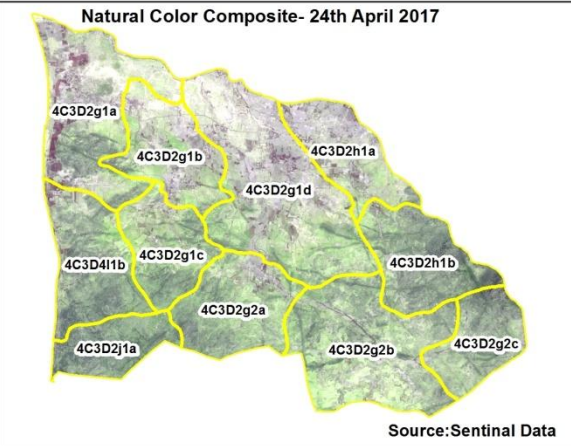 Natural Color Composite- 24th April 2017
4C3D2g1a
4C3D2g1b
4C3D2h1a
4C3D2g1d
4C3D2g1c
4C3D4l1b
4C3D2h1b
4C3D2g2a
4C3D2j1a
4C3D2g2b
4C3D2g2c
Source:Sentinal Data